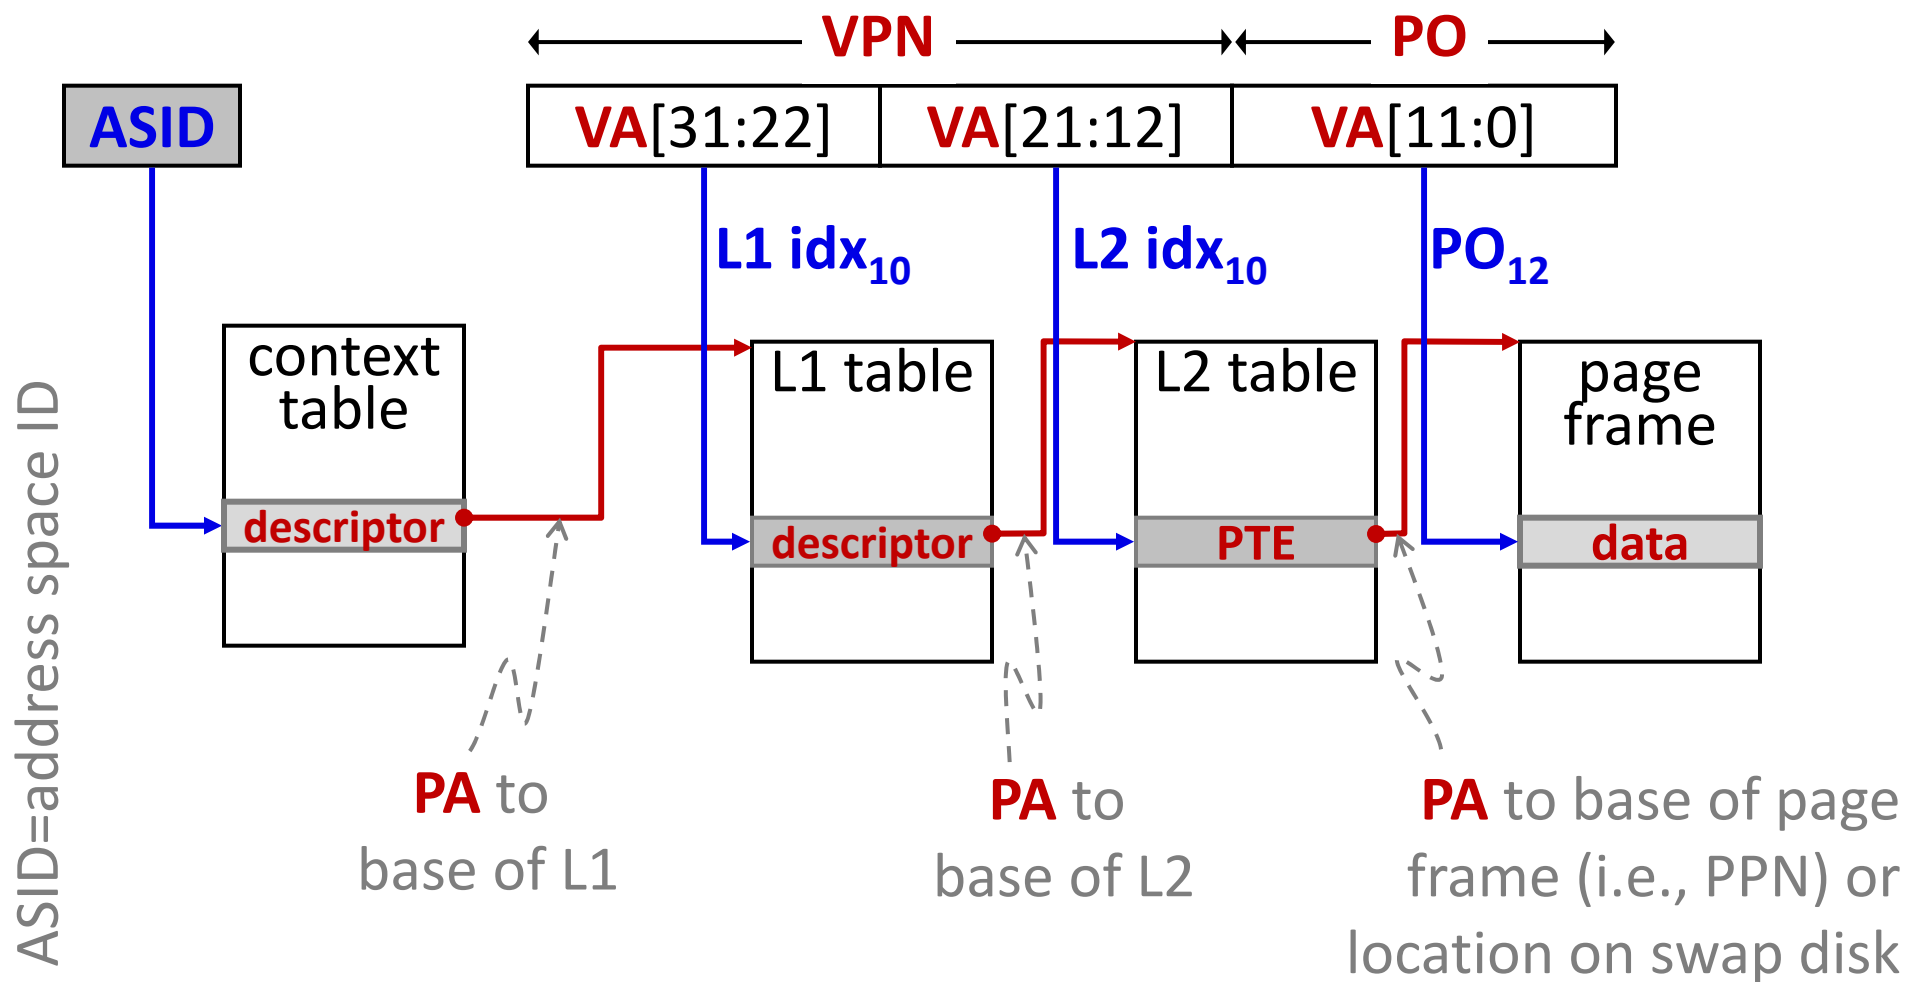 VPN
PO
ASID
VA[31:22]
VA[21:12]
VA[11:0]
L1 idx10
L2 idx10
PO12
context
table
L1 table
L2 table
page
frame
descriptor
descriptor
PTE
data
ASID=address space ID
PA to
base of L1
PA to
base of L2
PA to base of page
frame (i.e., PPN) or
location on swap disk